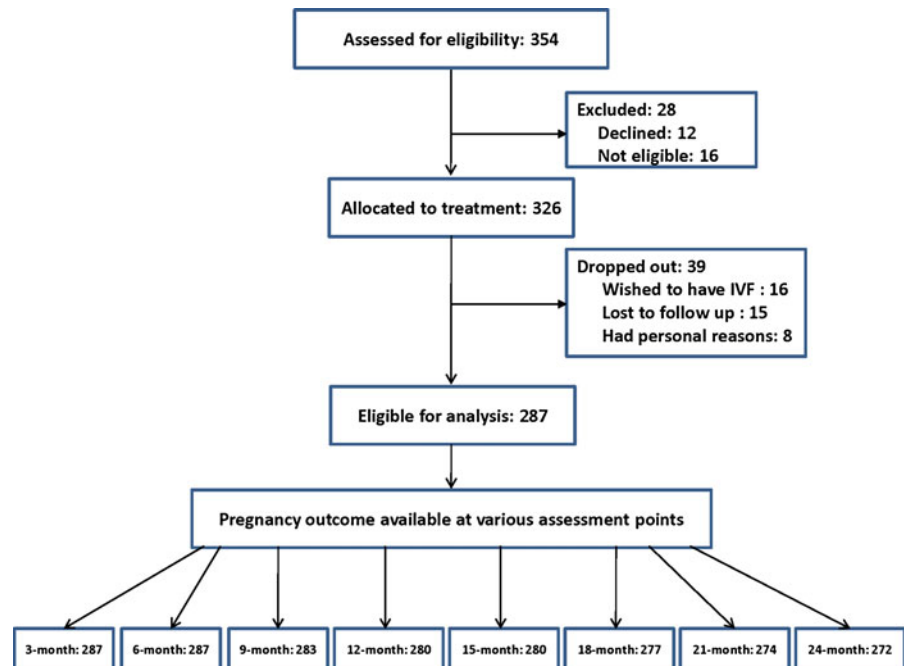 Assessed for eligibility: 354
Excluded: 28
Declined: 12
Not eligible: 16
Allocated to treatment: 326
Dropped out: 39
Wished to have IVF : 16
Lost to follow up : 15
Had personal reasons: 8
Eligible for analysis: 287
Pregnancy outcome available at various assessment points
3-month: 287
6-month: 287
9-month: 283
12-month: 280
15-month: 280
18-month: 277
21-month: 274
24-month: 272